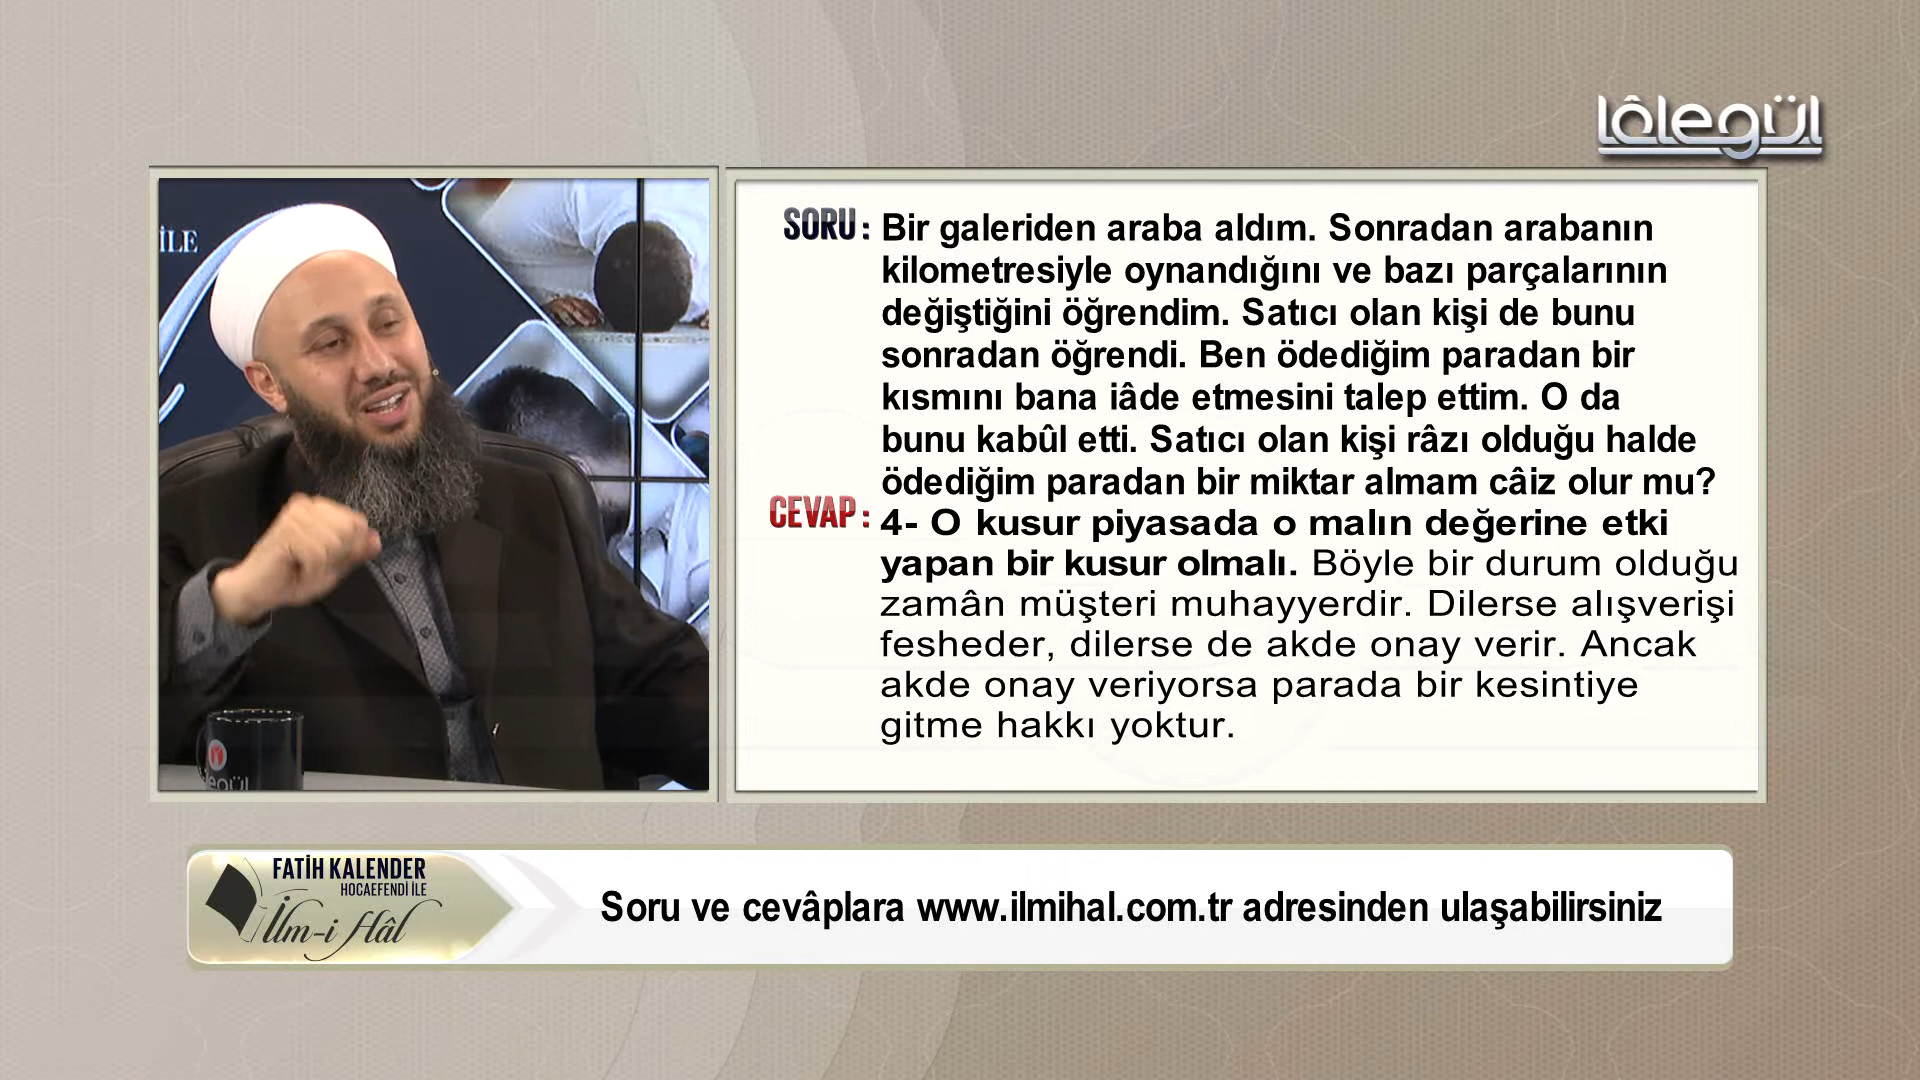 lâlegül
İLE
SORU : Bir galeriden araba aldım. Sonradan arabanın
kilometresiyle oynandığını ve bazı parçalarının
değiştiğini öğrendim. Satıcı olan kişi de bunu
sonradan öğrendi. Ben ödediğim paradan bir
kısmını bana iâde etmesini talep ettim. O da
bunu kabûl etti. Satıcı olan kişi râzı olduğu halde
ödediğim paradan bir miktar almam câiz olur mu?
CEVAP : 4- O kusur piyasada o malın değerine etki
yapan bir kusur olmalı. Böyle bir durum olduğu
zamân müşteri muhayyerdir. Dilerse alışverişi
fesheder, dilerse de akde onay verir. Ancak
akde onay veriyorsa parada bir kesintiye
gitme hakkı yoktur.
FATİH KALENDER
HOCAEFENDİ İLE
İlm-i Hâl
Soru ve cevâplara www.ilmihal.com.tr adresinden ulaşabilirsiniz